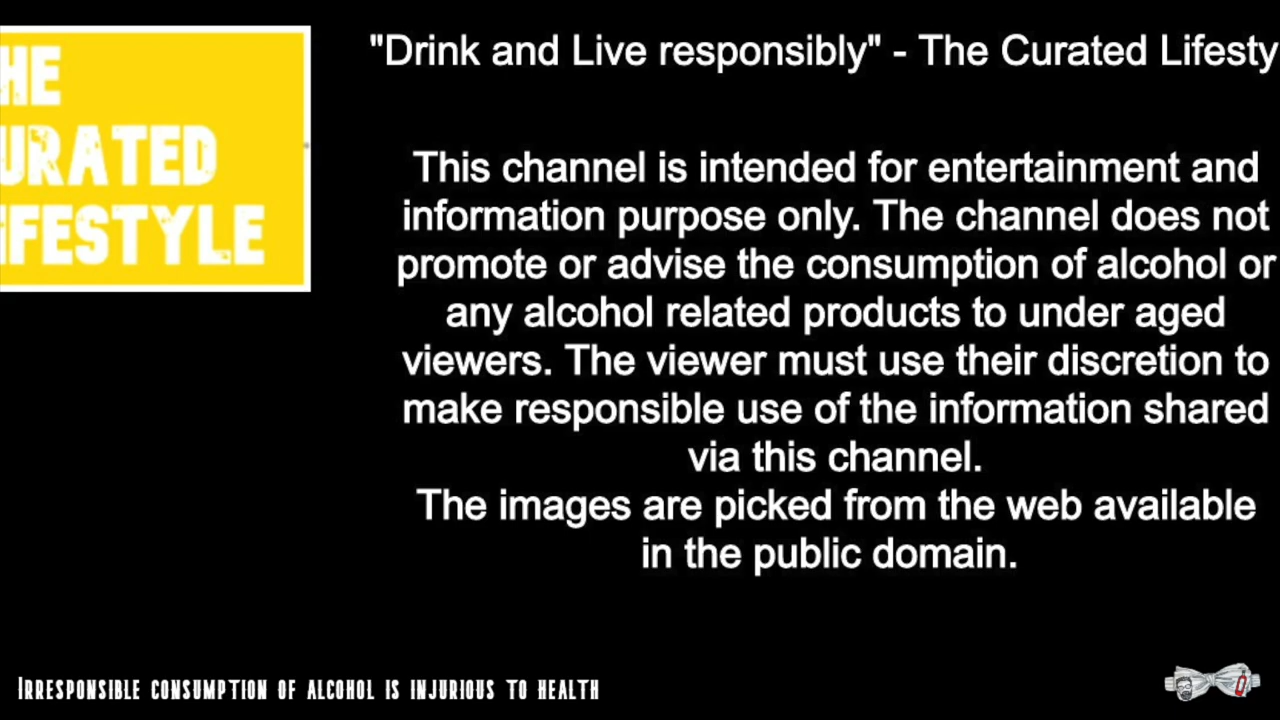 HE
URATED
IFESTYLE
"Drink and Live responsibly" - The Curated Lifesty
This channel is intended for entertainment and
information purpose only. The channel does not
promote or advise the consumption of alcohol or
any alcohol related products to under aged
viewers. The viewer must use their discretion to
make responsible use of the information shared
via this channel.
The images are picked from the web available
in the public domain.
IRRESPONSIBLE CONSUMPTION OF ALCOHOL IS INJURIOUS TO HEALTH